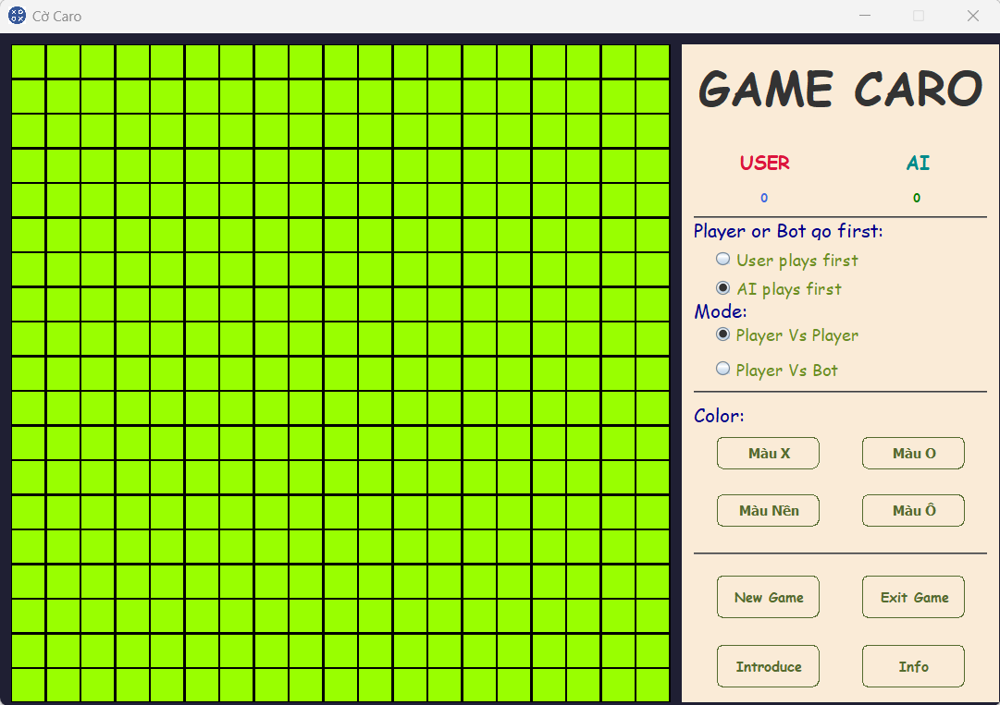 Cờ Caro
GAME CARO
USER AI
0 0
Player or Bot go first:
User plays first
AI plays first
Mode:
Player Vs Player
Player Vs Bot
Color:
Màu X Màu O
Màu Nền Màu Ô
New Game Exit Game
Introduce Info